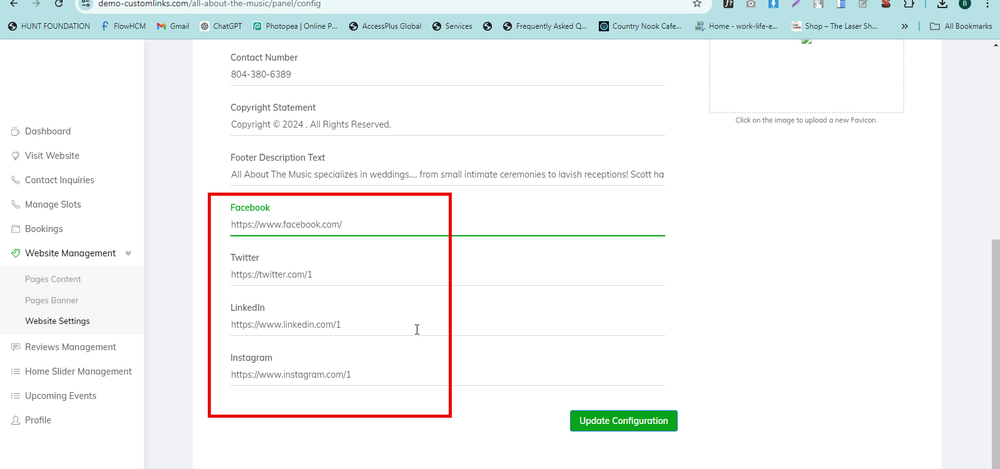 demo-customlinks.com/all-about-the-music/panel/config
HUNT FOUNDATION
FlowHCM
Gmail
ChatGPT
Photopea | Online P...
AccessPlus Global
Services
Frequently Asked Q...
Country Nook Cafe...
Home - work-life-e...
Shop – The Laser Sh...
All Bookmarks
Contact Number
804-380-6389
Copyright Statement
Copyright © 2024 . All Rights Reserved.
Click on the image to upload a new Favicon.
Dashboard
Visit Website
Contact Inquiries
Manage Slots
Bookings
Website Management
Pages Content
Pages Banner
Website Settings
Reviews Management
Home Slider Management
Upcoming Events
Profile
Footer Description Text
All About The Music specializes in weddings.... from small intimate ceremonies to lavish receptions! Scott ha
Facebook
https://www.facebook.com/
Twitter
https://twitter.com/1
LinkedIn
https://www.linkedin.com/1
Instagram
https://www.instagram.com/1
Update Configuration